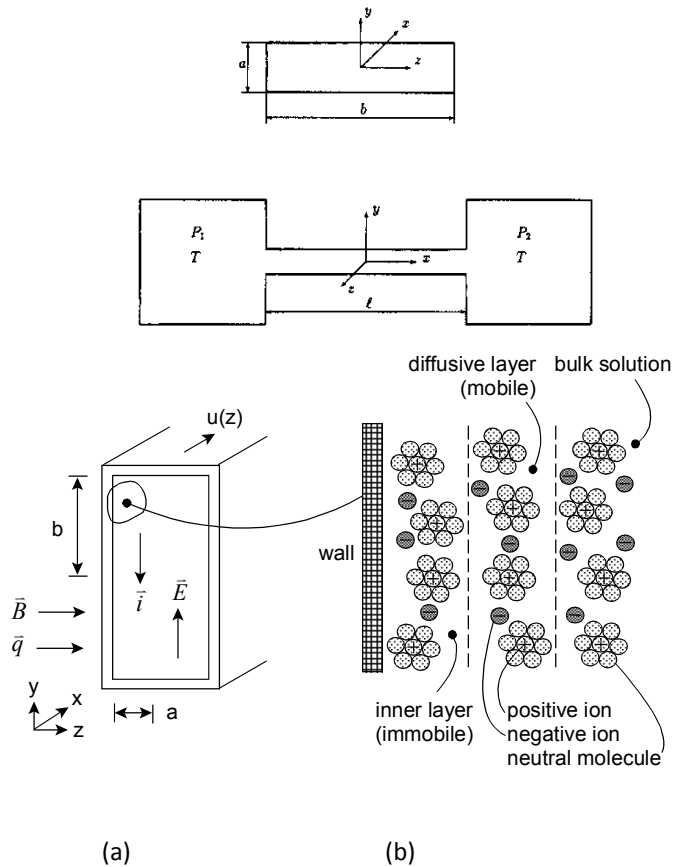 y
x
a
z
b
y
P₁
P₂
T
T
x
z
ℓ
diffusive layer
(mobile)
bulk solution
u(z)
b
wall
i⃗
E⃗
B⃗
q⃗
y
x
z
a
inner layer
(immobile)
positive ion
negative ion
neutral molecule
(a)
(b)